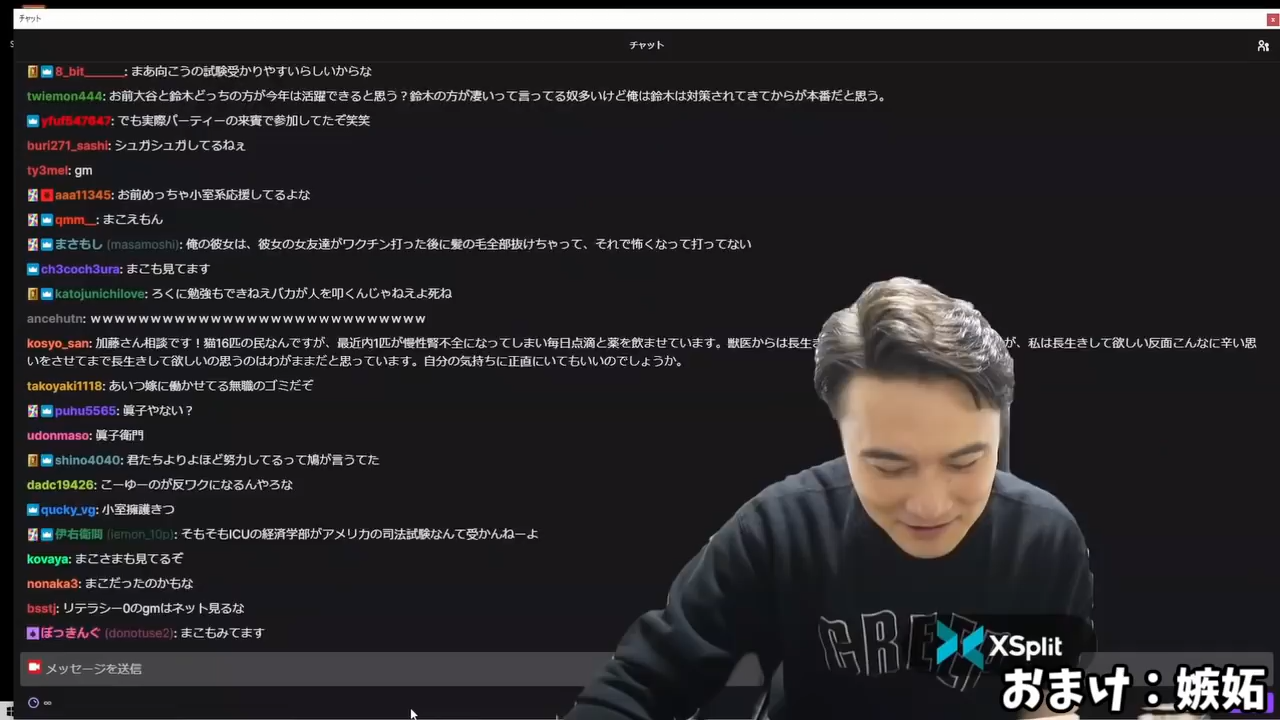 チャット
チャット
8_bit______: まあ向こうの試験受かりやすいらしいからな
twiemon444: お前大谷と鈴木どっちの方が今年は活躍できると思う？鈴木の方が凄いって言ってる奴多いけど俺は鈴木は対策されてきてからが本番だと思う。
yfuf547647: でも実際パーティーの来賓で参加してたぞ笑笑
buri271_sashi: シュガシュガしてるねぇ
ty3mel: gm
aaa11345: お前めっちゃ小室系応援してるよな
qmm__: まこえもん
まさもし (masamoshi): 俺の彼女は、彼女の女友達がワクチン打った後に髪の毛全部抜けちゃって、それで怖くなって打ってない
ch3coch3ura: まこも見てます
katojunichilove: ろくに勉強もできねえバカが人を叩くんじゃねえよ死ね
ancehutn: ｗｗｗｗｗｗｗｗｗｗｗｗｗｗｗｗｗｗｗｗｗｗｗｗｗｗｗｗ
kosyo_san: 加藤さん相談です！猫16匹の民なんですが、最近内1匹が慢性腎不全になってしまい毎日点滴と薬を飲ませています。獣医からは長生き が、私は長生きして欲しい反面こんなに辛い思
いをさせてまで長生きして欲しいの思うのはわがままだと思っています。自分の気持ちに正直にいてもいいのでしょうか。
takoyaki1118: あいつ嫁に働かせてる無職のゴミだぞ
puhu5565: 眞子やない？
udonmaso: 眞子衛門
shino4040: 君たちよりよほど努力してるって鳩が言うてた
dadc19426: こーゆーのが反ワクになるんやろな
qucky_vg: 小室擁護きつ
伊右衛間 (iemon_10p): そもそもICUの経済学部がアメリカの司法試験なんて受かんねーよ
kovaya: まこさまも見てるぞ
nonaka3: まこだったのかもな
bsstj: リテラシー0のgmはネット見るな
ぼっきんぐ (donotuse2): まこもみてます
XSplit
メッセージを送信
おまけ：嫉妬